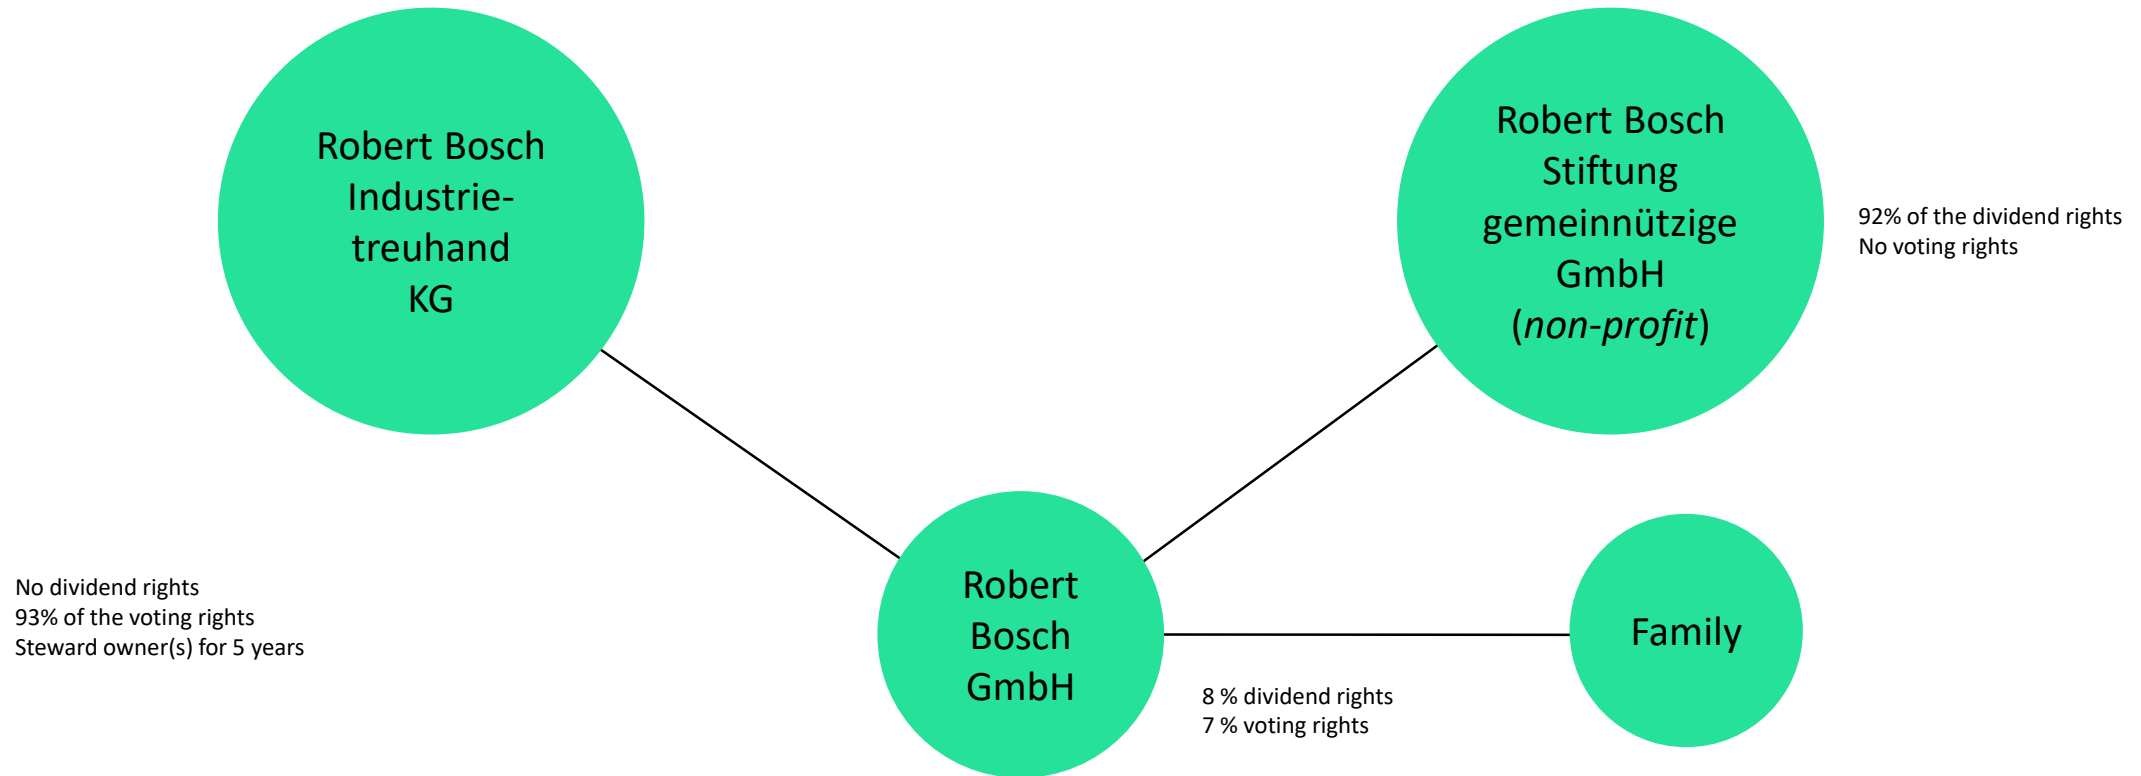 Robert Bosch
Industrie-
treuhand
KG
Robert Bosch
Stiftung
gemeinnützige
GmbH
(non-profit)
92% of the dividend rights
No voting rights
No dividend rights
93% of the voting rights
Steward owner(s) for 5 years
Robert
Bosch
GmbH
8 % dividend rights
7 % voting rights
Family